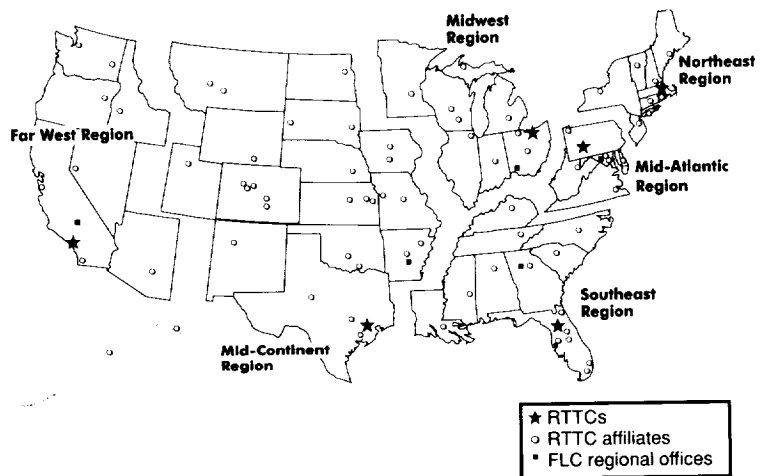 Midwest
Region
Northeast
Region
Far West Region
Mid-Atlantic
Region
Southeast
Region
Mid-Continent
Region
RTTCs
RTTC affiliates
FLC regional offices